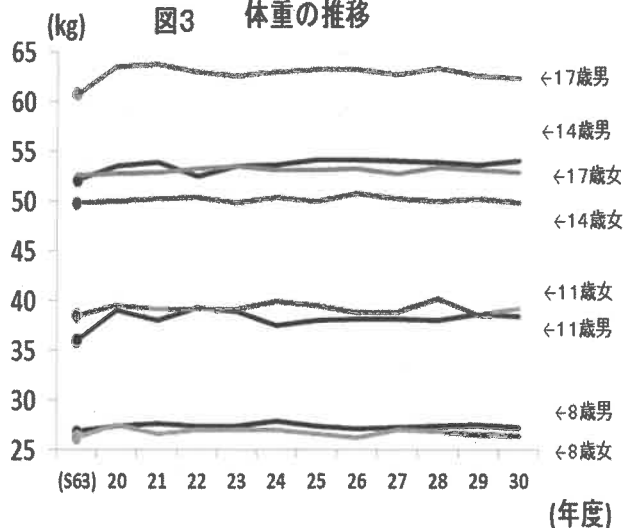 図3 体重の推移
(kg)
65
60
55
50
45
40
35
30
25
←17歳男
←14歳男
←17歳女
←14歳女
←11歳女
←11歳男
←8歳男
←8歳女
(S63) 20 21 22 23 24 25 26 27 28 29 30
(年度)